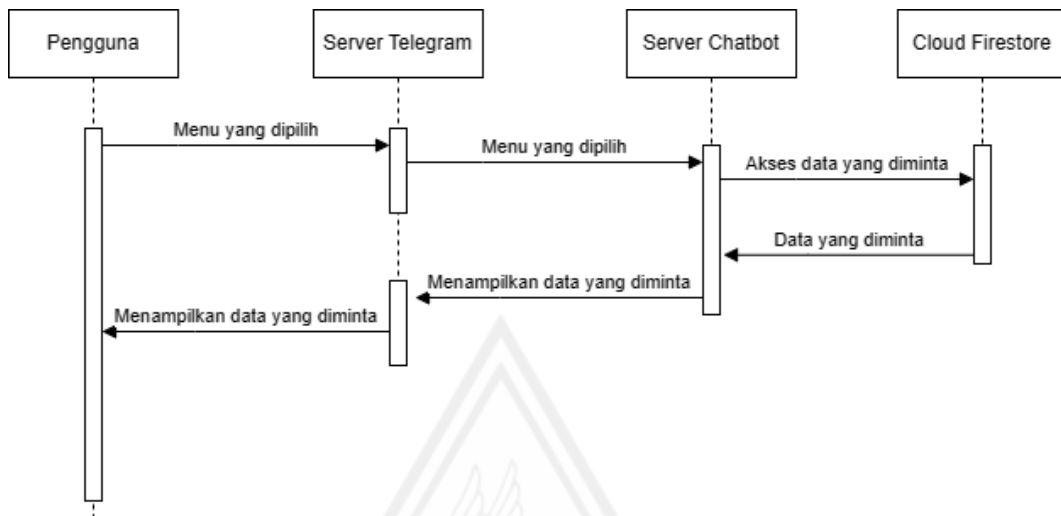 Pengguna
Server Telegram
Server Chatbot
Cloud Firestore
Menu yang dipilih
Menu yang dipilih
Akses data yang diminta
Data yang diminta
Menampilkan data yang diminta
Menampilkan data yang diminta